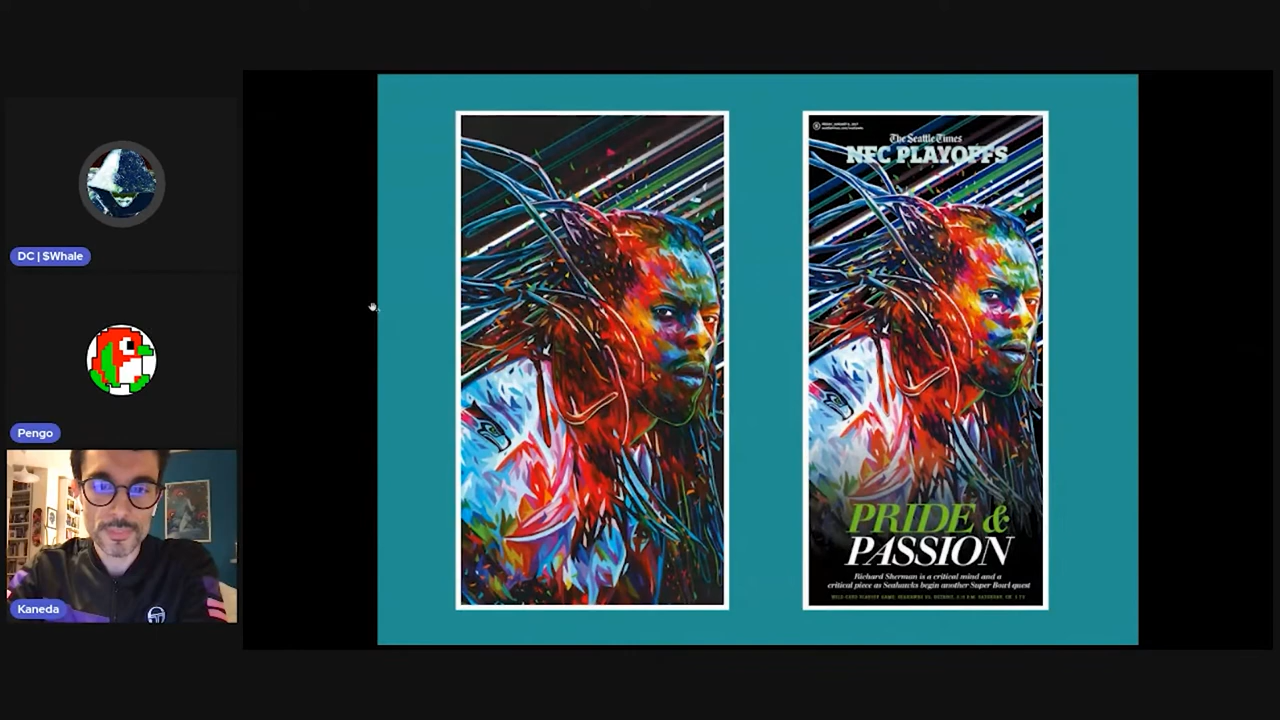 DC | $Whale
Pengo
Kaneda
The Seattle Times
NFC PLAYOFFS
PRIDE &
PASSION
Richard Sherman is a critical mind and a
critical piece as Seahawks begin another Super Bowl quest